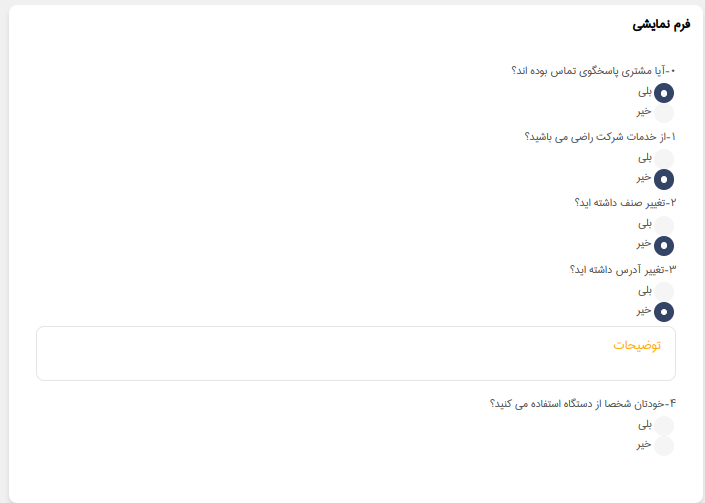 فرم نمایشی
۰-آیا مشتری پاسخگوی تماس بوده اند؟
بلی
خیر
۱-از خدمات شرکت راضی می باشید؟
بلی
خیر
۲-تغییر صنف داشته اید؟
بلی
خیر
۳-تغییر آدرس داشته اید؟
بلی
خیر
توضیحات
۴-خودتان شخصا از دستگاه استفاده می کنید؟
بلی
خیر